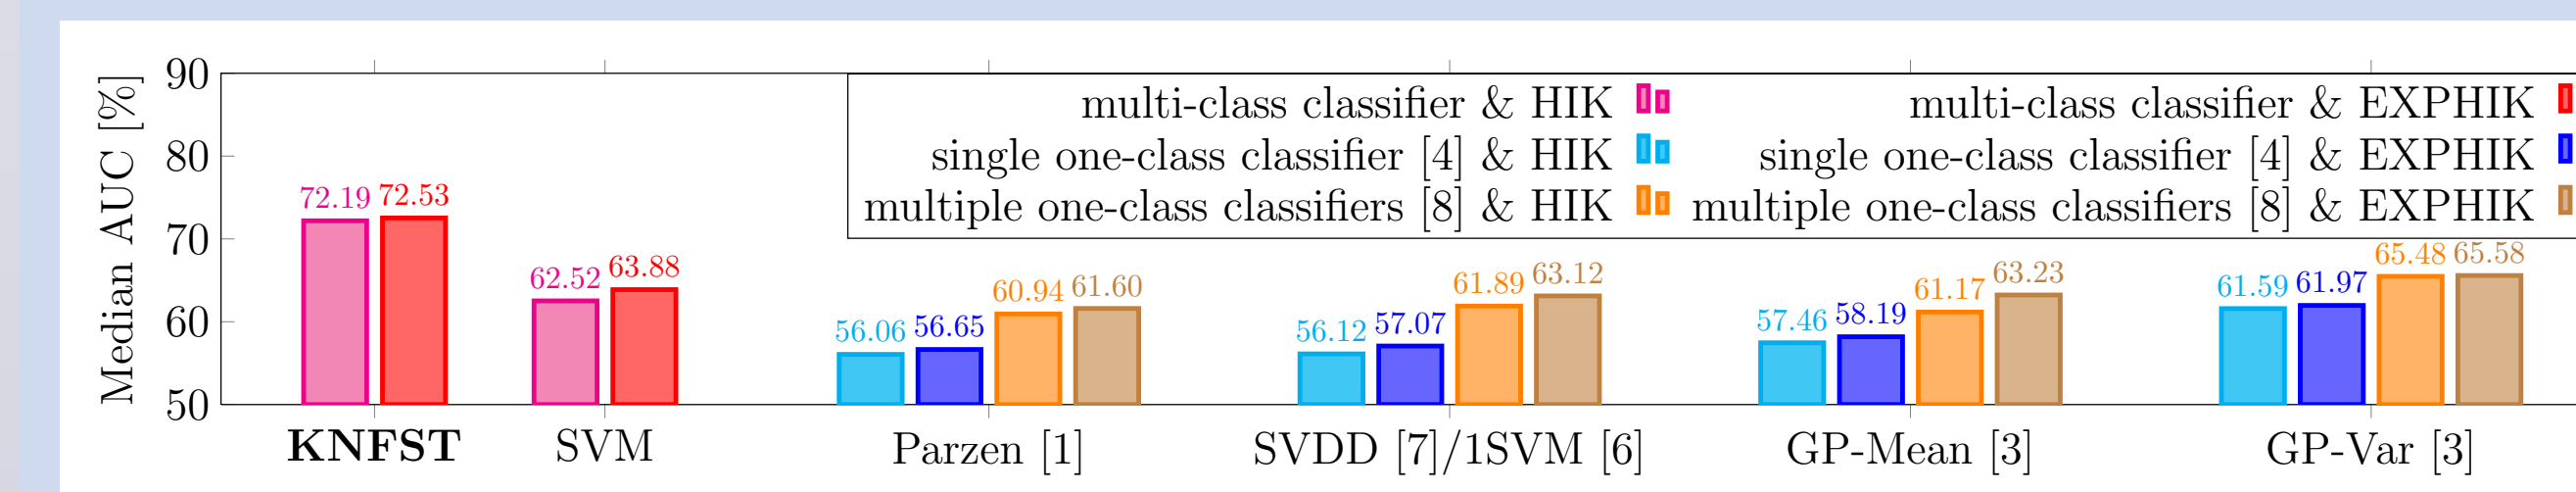 Median AUC [%]
90
80
70
60
50
multi-class classifier & HIK
multi-class classifier & EXPHIK
single one-class classifier [4] & HIK
single one-class classifier [4] & EXPHIK
multiple one-class classifiers [8] & HIK
multiple one-class classifiers [8] & EXPHIK
72.19 72.53
62.52 63.88
56.06 56.65 60.94 61.60
56.12 57.07 61.89 63.12
57.46 58.19 61.17 63.23
61.59 61.97 65.48 65.58
KNFST
SVM
Parzen [1]
SVDD [7]/1SVM [6]
GP-Mean [3]
GP-Var [3]